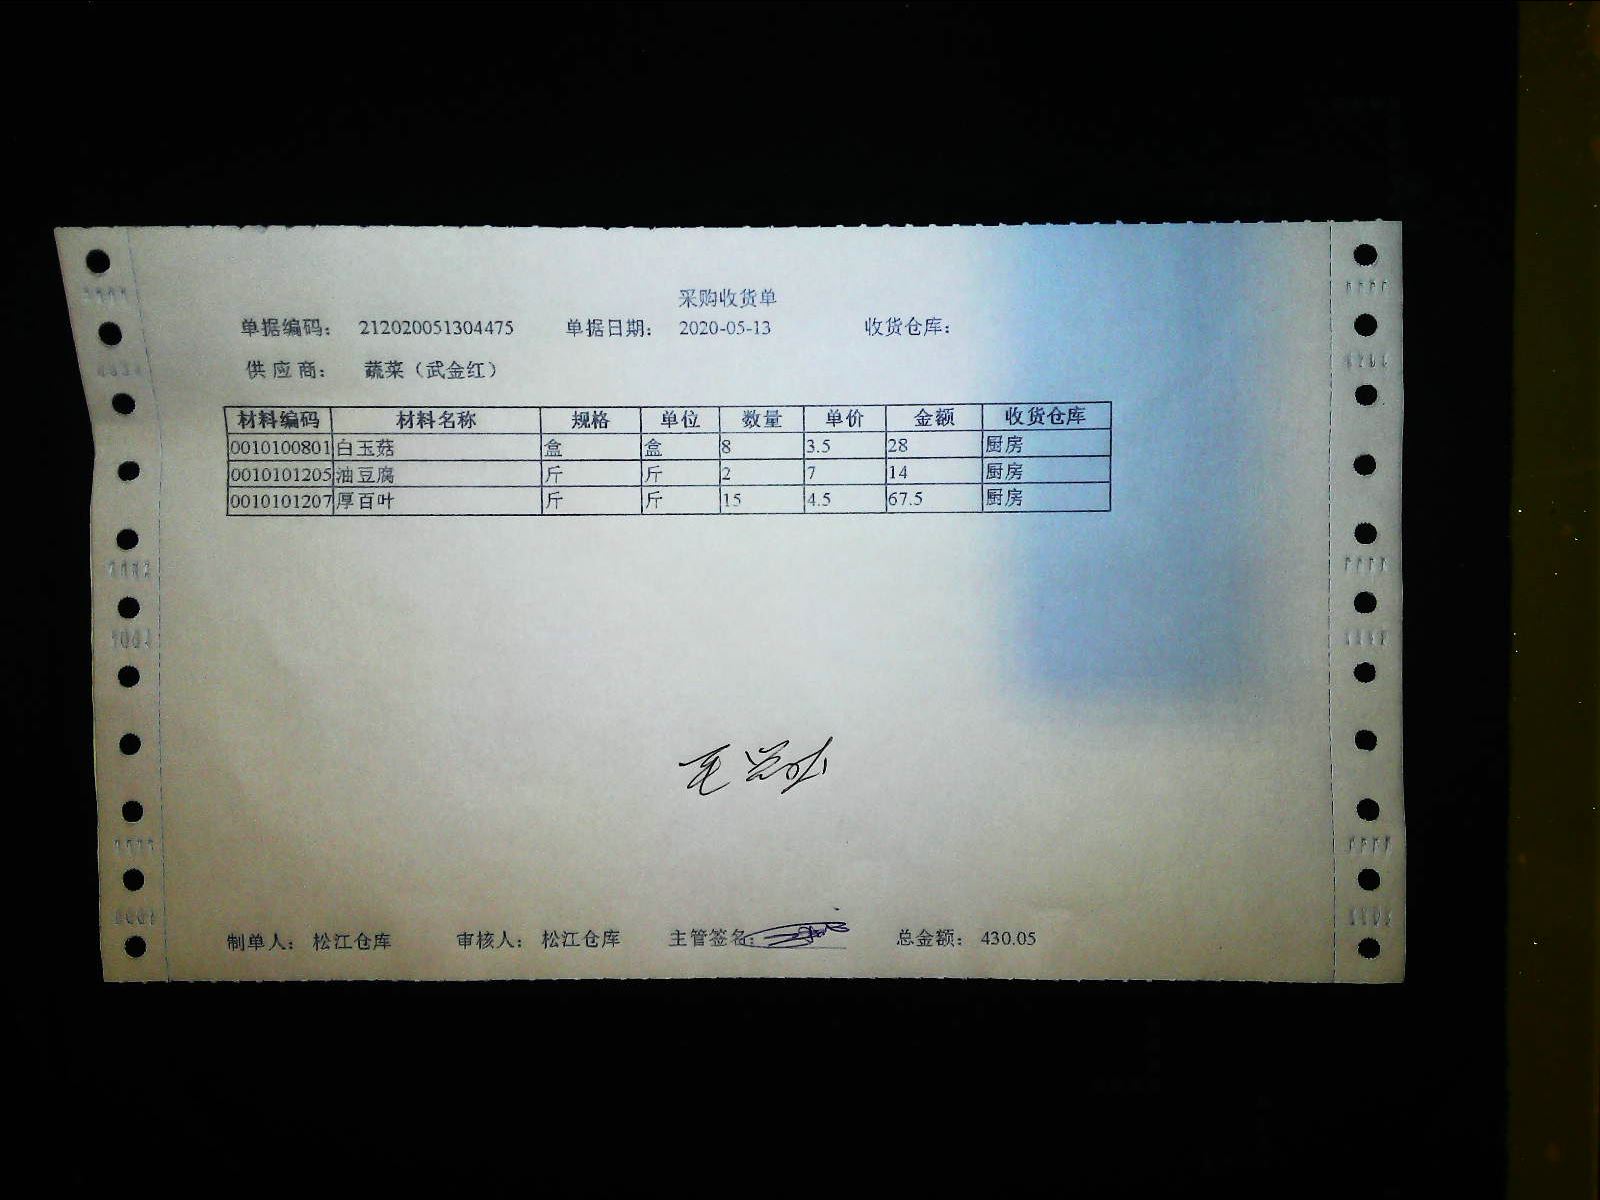 采购收货单
单据编码： 212020051304475 单据日期： 2020-05-13 收货仓库：
供应商： 蔬菜（武金红）
材料编码 材料名称 规格 单位 数量 单价 金额 收货仓库
0010100801 白玉菇 盒 盒 8 3.5 28 厨房
0010101205 油豆腐 斤 斤 2 7 14 厨房
0010101207 厚百叶 斤 斤 15 4.5 67.5 厨房
制单人： 松江仓库 审核人： 松江仓库 主管签名： 总金额： 430.05